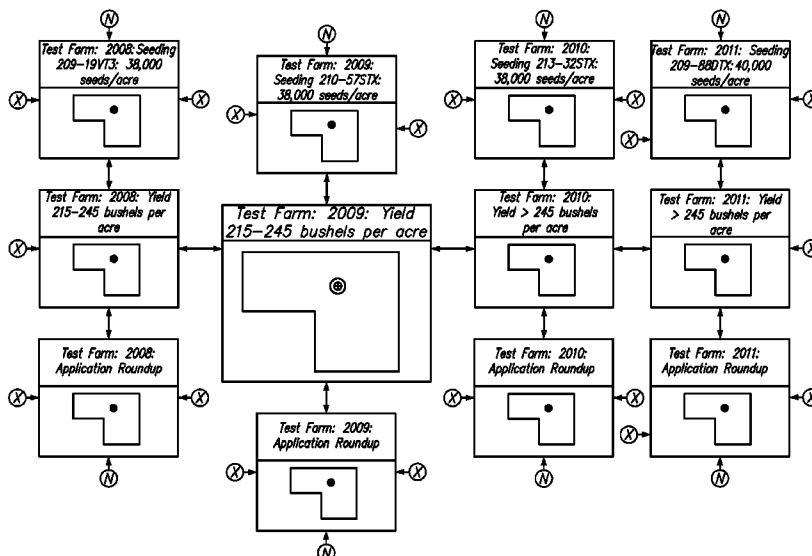 N
Test Farm: 2008:Seeding
209-19VT3: 38,000
seeds/acre
X
X
N
Test Farm: 2009:
Seeding 210-57STX:
38,000 seeds/acre
X
X
N
Test Farm: 2010:
Seeding 213-32STX:
38,000 seeds/acre
X
X
N
Test Farm: 2011: Seeding
209-88DTX: 40,000
seeds/acre
X
X
Test Farm: 2008: Yield
215-245 bushels per
acre
X
Test Farm: 2009: Yield
215-245 bushels per acre
Test Farm: 2010:
Yield > 245 bushels
per acre
Test Farm: 2011: Yield
> 245 bushels per
acre
X
Test Farm: 2008:
Application Roundup
X
X
N
Test Farm: 2009:
Application Roundup
X
X
N
Test Farm: 2010:
Application Roundup
X
X
N
Test Farm: 2011:
Application Roundup
X
X
N